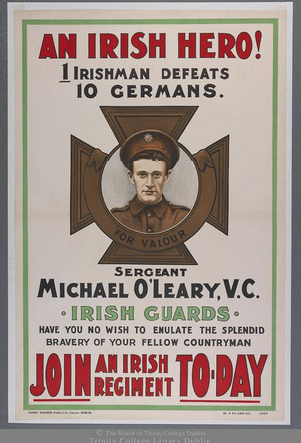 AN IRISH HERO!
1 IRISHMAN DEFEATS
10 GERMANS.
FOR VALOUR
SERGEANT
MICHAEL O'LEARY, V.C.
· IRISH GUARDS ·
HAVE YOU NO WISH TO EMULATE THE SPLENDID
BRAVERY OF YOUR FELLOW COUNTRYMAN
JOIN AN IRISH REGIMENT TO-DAY
© The Board of Trinity College Dublin
Trinity College Library Dublin